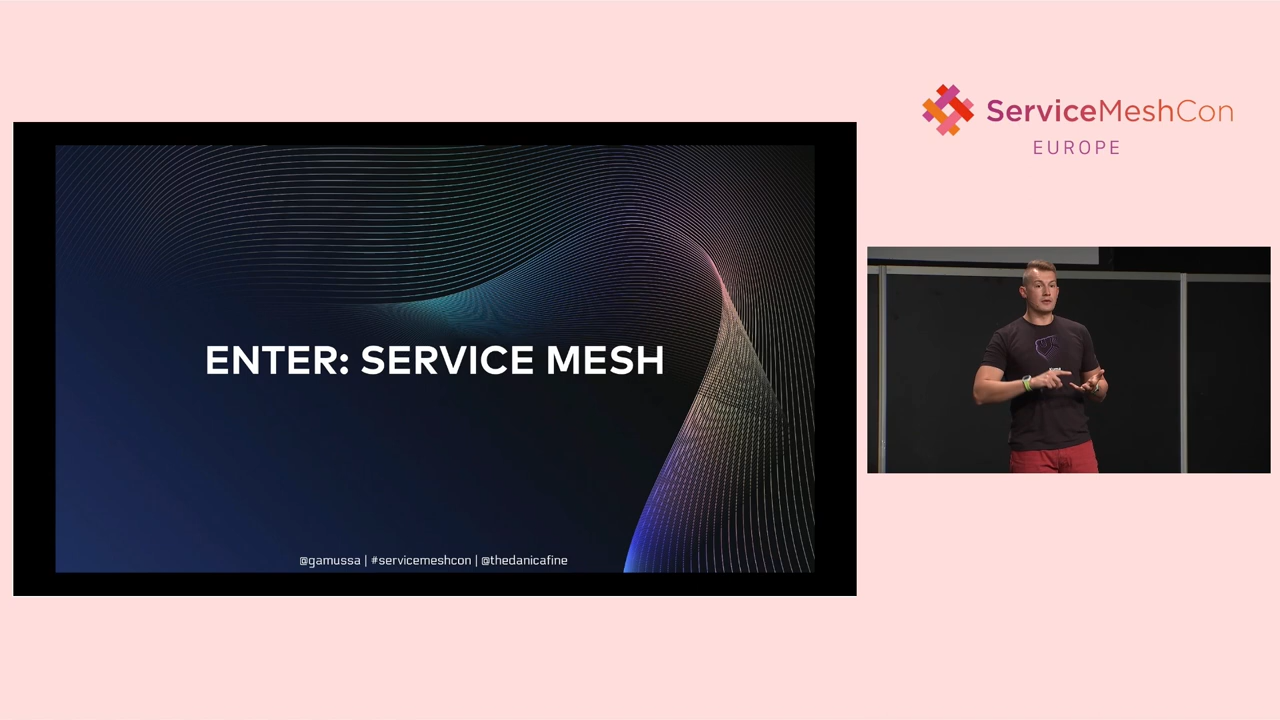 ServiceMeshCon
EUROPE
ENTER: SERVICE MESH
@gamussa | #servicemeshcon | @thedanicafine